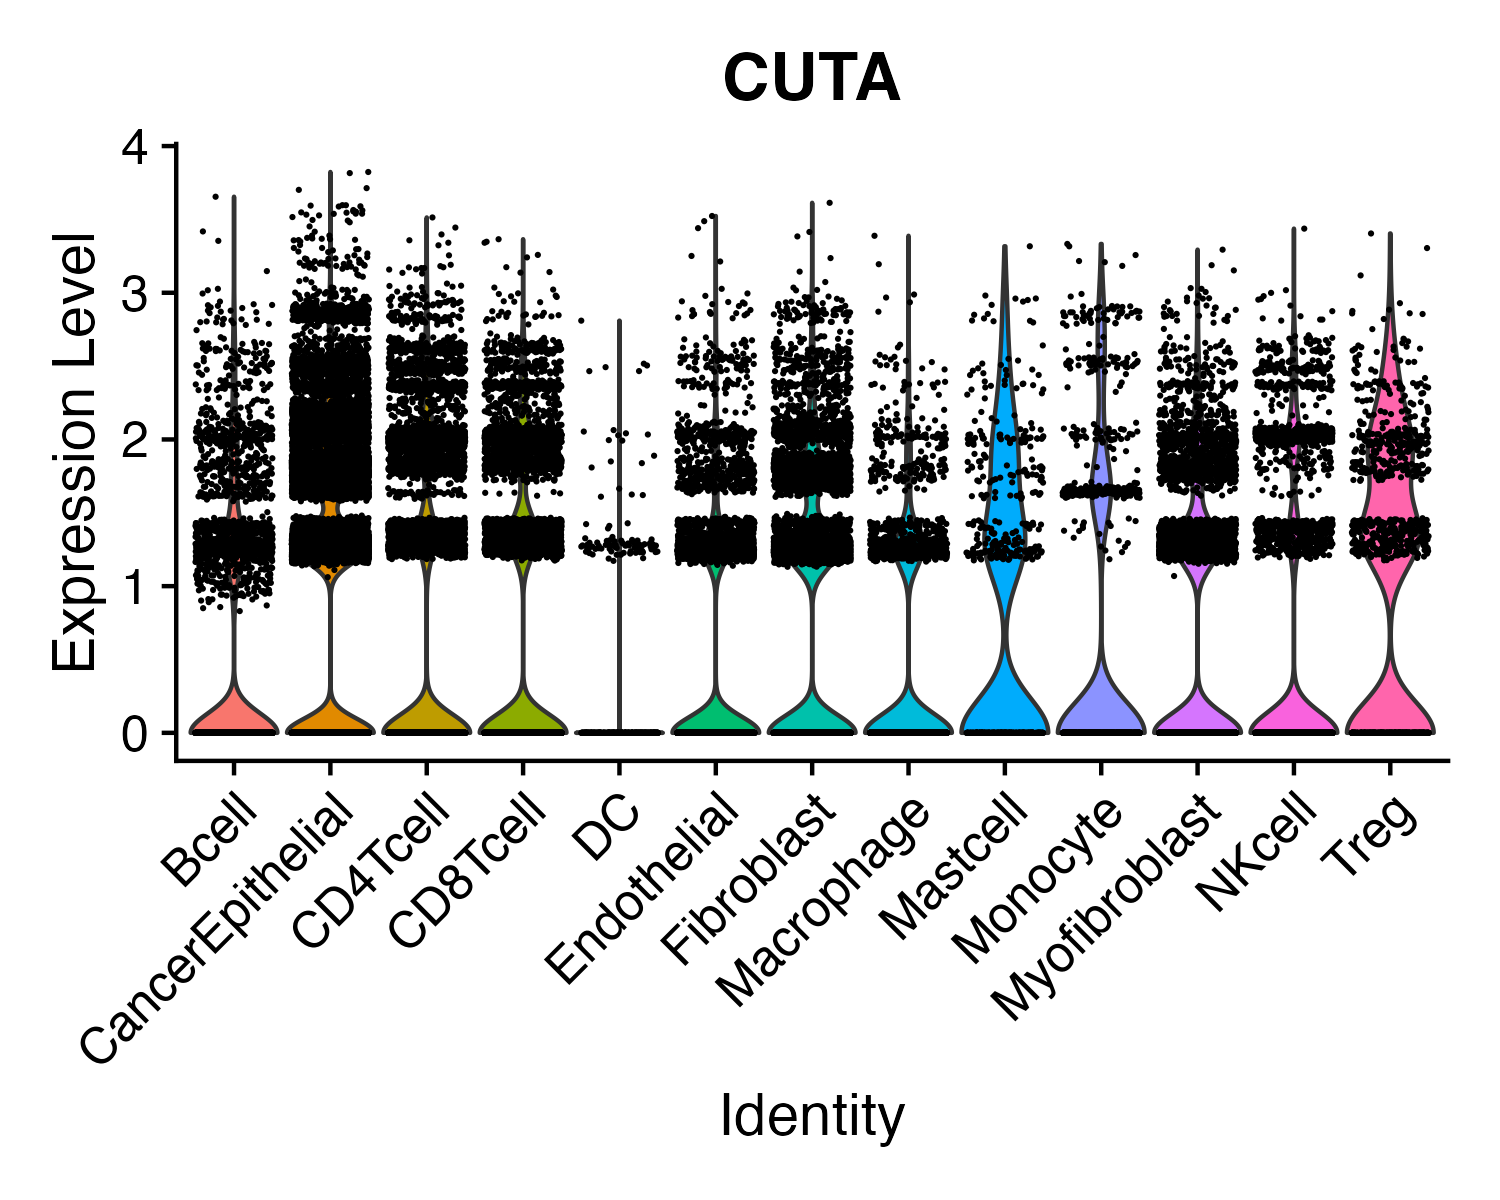 CUTA
Expression Level
4
3
2
1
0
Bcell
CancerEpithelial
CD4Tcell
CD8Tcell
DC
Endothelial
Fibroblast
Macrophage
Mastcell
Monocyte
Myofibroblast
NKcell
Treg
Identity